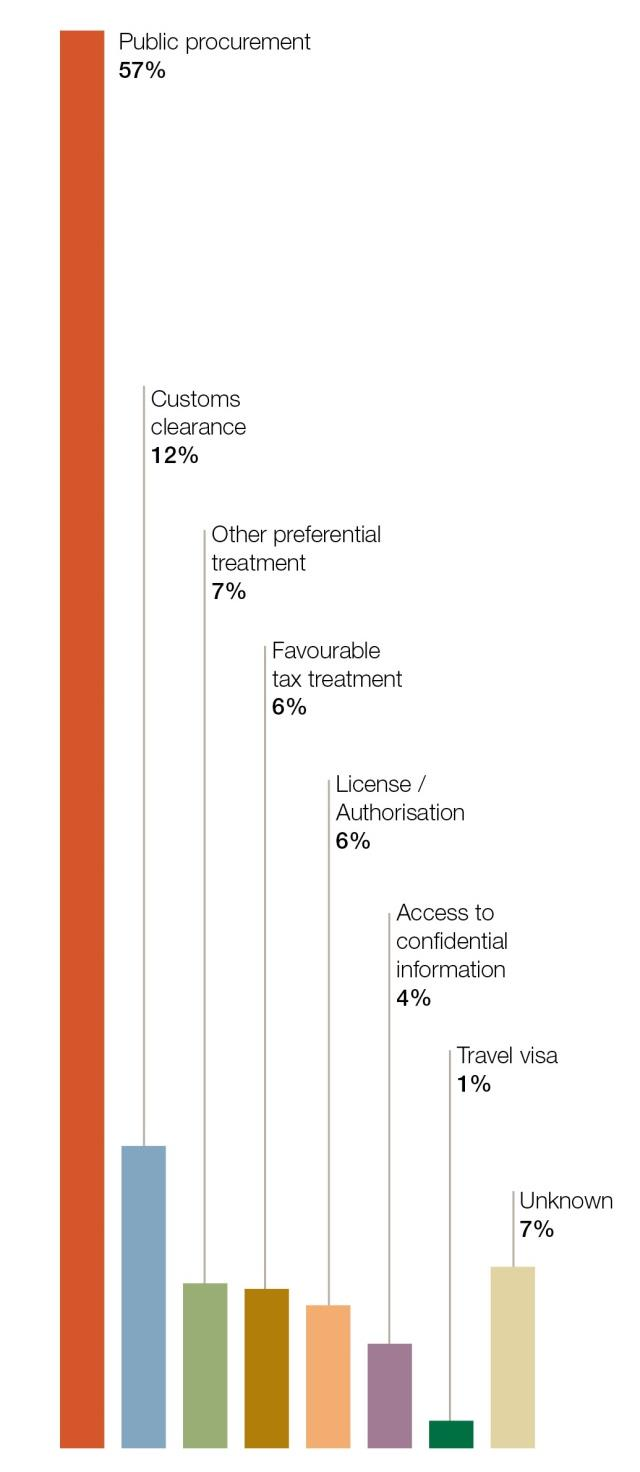 Public procurement
57%
Customs
clearance
12%
Other preferential
treatment
7%
Favourable
tax treatment
6%
License /
Authorisation
6%
Access to
confidential
information
4%
Travel visa
1%
Unknown
7%